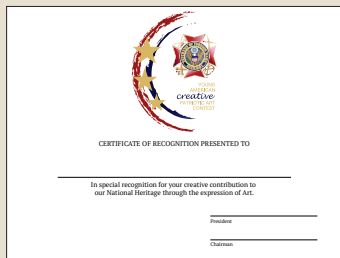 YOUNG
AMERICAN
creative
PATRIOTIC ART
CONTEST
CERTIFICATE OF RECOGNITION PRESENTED TO
In special recognition for your creative contribution to
our National Heritage through the expression of Art.
President
Chairman